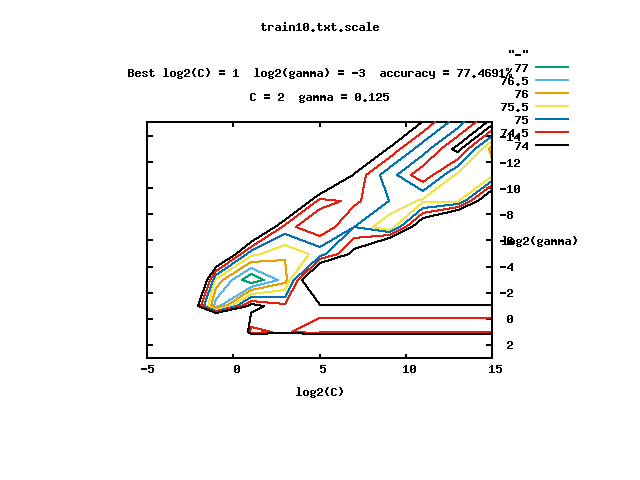 train10.txt.scale
"-"
Best log2(C) = 1  log2(gamma) = -3  accuracy = 77.4691%
77
76.5
C = 2  gamma = 0.125
76
75.5
75
74.5
74
-14
-12
-10
-8
-6
log2(gamma)
-4
-2
0
2
-5 0 5 10 15
log2(C)